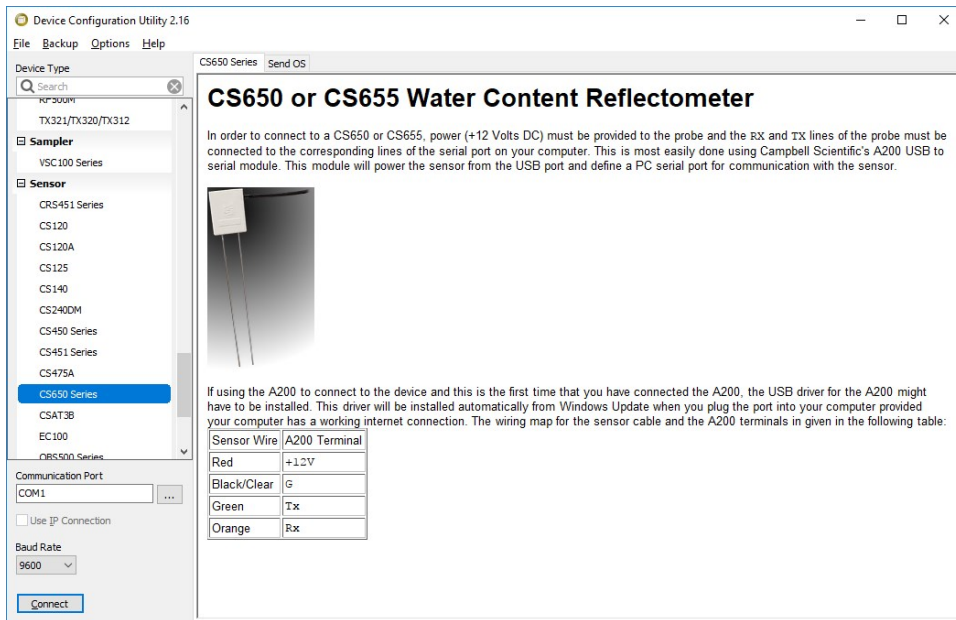 Device Configuration Utility 2.16
File Backup Options Help
Device Type
Search
RF500M
TX321/TX320/TX312
Sampler
VSC100 Series
Sensor
CRS451 Series
CS120
CS120A
CS125
CS140
CS240DM
CS450 Series
CS451 Series
CS475A
CS650 Series
CSAT3B
EC100
OBS500 Series
Communication Port
COM1
...
Use IP Connection
Baud Rate
9600
Connect
CS650 Series Send OS
CS650 or CS655 Water Content Reflectometer
In order to connect to a CS650 or CS655, power (+12 Volts DC) must be provided to the probe and the RX and TX lines of the probe must be
connected to the corresponding lines of the serial port on your computer. This is most easily done using Campbell Scientific's A200 USB to
serial module. This module will power the sensor from the USB port and define a PC serial port for communication with the sensor.
If using the A200 to connect to the device and this is the first time that you have connected the A200, the USB driver for the A200 might
have to be installed. This driver will be installed automatically from Windows Update when you plug the port into your computer provided
your computer has a working internet connection. The wiring map for the sensor cable and the A200 terminals in given in the following table:
Sensor Wire A200 Terminal
Red +12V
Black/Clear G
Green Tx
Orange Rx